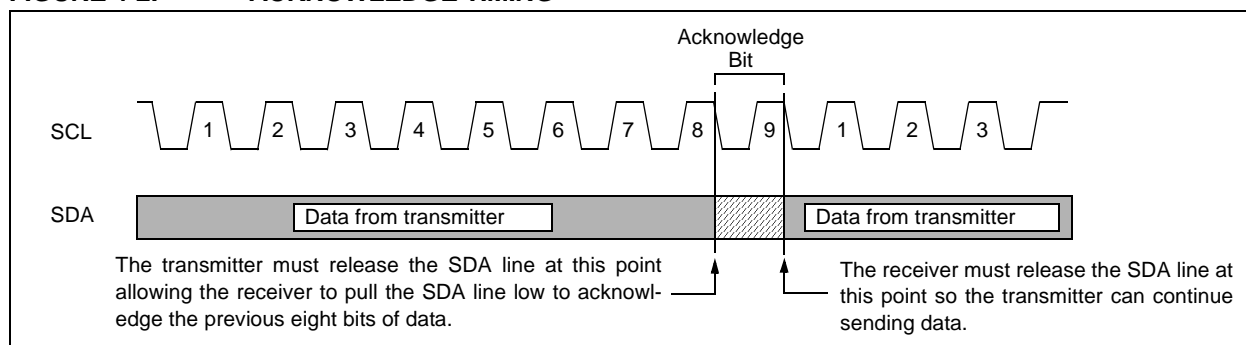 Acknowledge
Bit
SCL
1 2 3 4 5 6 7 8 9 1 2 3
SDA
Data from transmitter
Data from transmitter
The transmitter must release the SDA line at this point
allowing the receiver to pull the SDA line low to acknowl-
edge the previous eight bits of data.
The receiver must release the SDA line at
this point so the transmitter can continue
sending data.